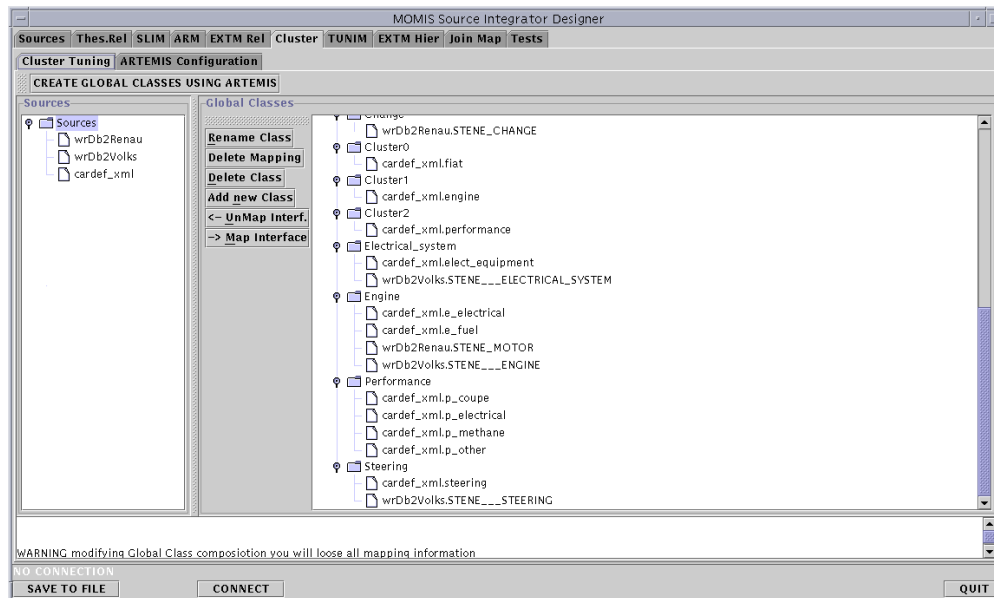 MOMIS Source Integrator Designer
Sources Thes.Rel SLIM ARM EXTM Rel Cluster TUNIM EXTM Hier Join Map Tests
Cluster Tuning ARTEMIS Configuration
CREATE GLOBAL CLASSES USING ARTEMIS
Sources
Sources
wrDb2Renau
wrDb2Volks
cardef_xml
Global Classes
Rename Class
Delete Mapping
Delete Class
Add new Class
<- UnMap Interf.
-> Map Interface
Change
wrDb2Renau.STENE_CHANGE
Cluster0
cardef_xml.fiat
Cluster1
cardef_xml.engine
Cluster2
cardef_xml.performance
Electrical_system
cardef_xml.elect_equipment
wrDb2Volks.STENE___ELECTRICAL_SYSTEM
Engine
cardef_xml.e_electrical
cardef_xml.e_fuel
wrDb2Renau.STENE_MOTOR
wrDb2Volks.STENE___ENGINE
Performance
cardef_xml.p_coupe
cardef_xml.p_electrical
cardef_xml.p_methane
cardef_xml.p_other
Steering
cardef_xml.steering
wrDb2Volks.STENE___STEERING
WARNING modifying Global Class composiotion you will loose all mapping information
NO CONNECTION
SAVE TO FILE CONNECT QUIT